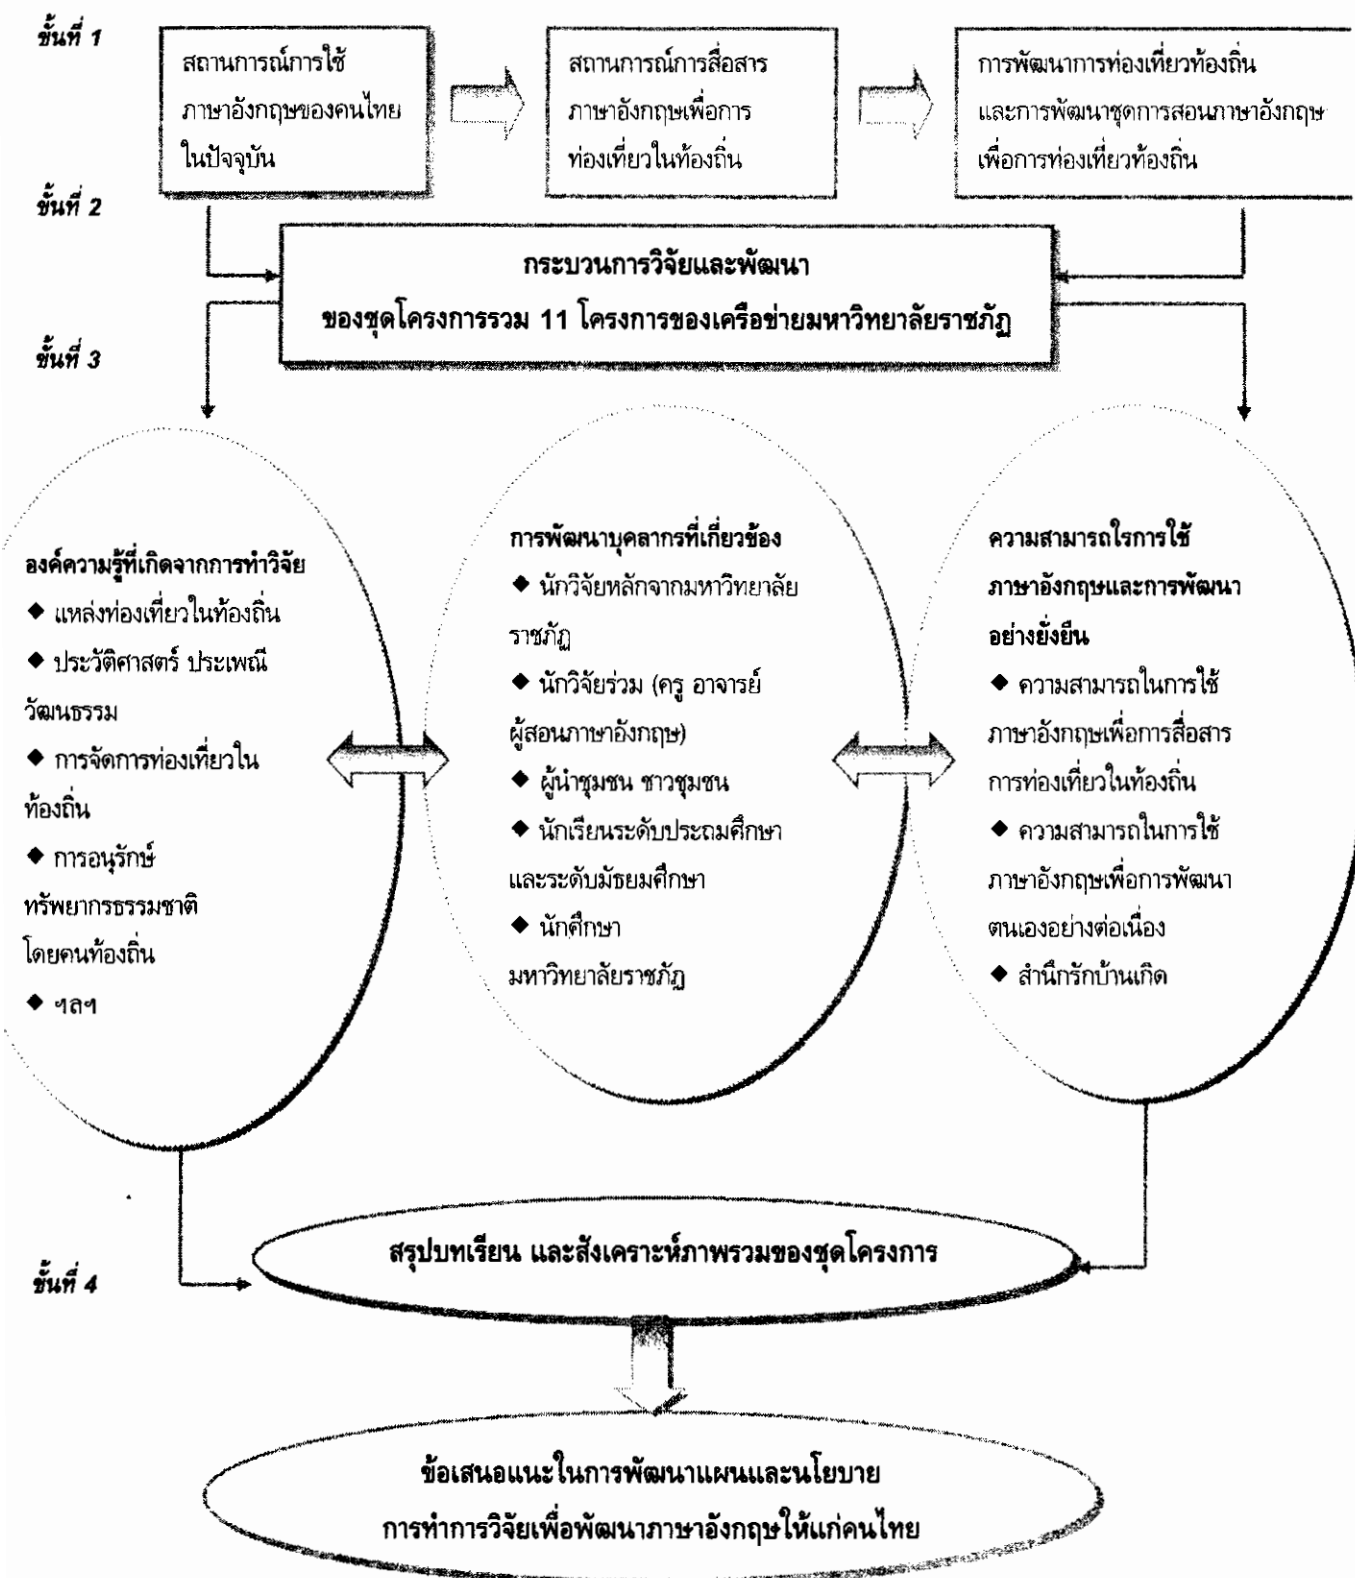 ขั้นที่ 1
สถานการณ์การใช้
ภาษาอังกฤษของคนไทย
ในปัจจุบัน
สถานการณ์การสื่อสาร
ภาษาอังกฤษเพื่อการ
ท่องเที่ยวในท้องถิ่น
การพัฒนาการท่องเที่ยวท้องถิ่น
และการพัฒนาชุดการสอนภาษาอังกฤษ
เพื่อการท่องเที่ยวท้องถิ่น
ขั้นที่ 2
กระบวนการวิจัยและพัฒนา
ของชุดโครงการรวม 11 โครงการของเครือข่ายมหาวิทยาลัยราชภัฏ
ขั้นที่ 3
องค์ความรู้ที่เกิดจากการทำวิจัย
◆ แหล่งท่องเที่ยวในท้องถิ่น
◆ ประวัติศาสตร์ ประเพณี
วัฒนธรรม
◆ การจัดการท่องเที่ยวใน
ท้องถิ่น
◆ การอนุรักษ์
ทรัพยากรธรรมชาติ
โดยคนท้องถิ่น
◆ ฯลฯ
การพัฒนาบุคลากรที่เกี่ยวข้อง
◆ นักวิจัยหลักจากมหาวิทยาลัย
ราชภัฏ
◆ นักวิจัยร่วม (ครู อาจารย์
ผู้สอนภาษาอังกฤษ)
◆ ผู้นำชุมชน ชาวชุมชน
◆ นักเรียนระดับประถมศึกษา
และระดับมัธยมศึกษา
◆ นักศึกษา
มหาวิทยาลัยราชภัฏ
ความสามารถไรการใช้
ภาษาอังกฤษและการพัฒนา
อย่างยั่งยืน
◆ ความสามารถในการใช้
ภาษาอังกฤษเพื่อการสื่อสาร
การท่องเที่ยวในท้องถิ่น
◆ ความสามารถในการใช้
ภาษาอังกฤษเพื่อการพัฒนา
ตนเองอย่างต่อเนื่อง
◆ สำนึกรักบ้านเกิด
ขั้นที่ 4
สรุปบทเรียน และสังเคราะห์ภาพรวมของชุดโครงการ
ข้อเสนอแนะในการพัฒนาแผนและนโยบาย
การทำการวิจัยเพื่อพัฒนาภาษาอังกฤษให้แก่คนไทย